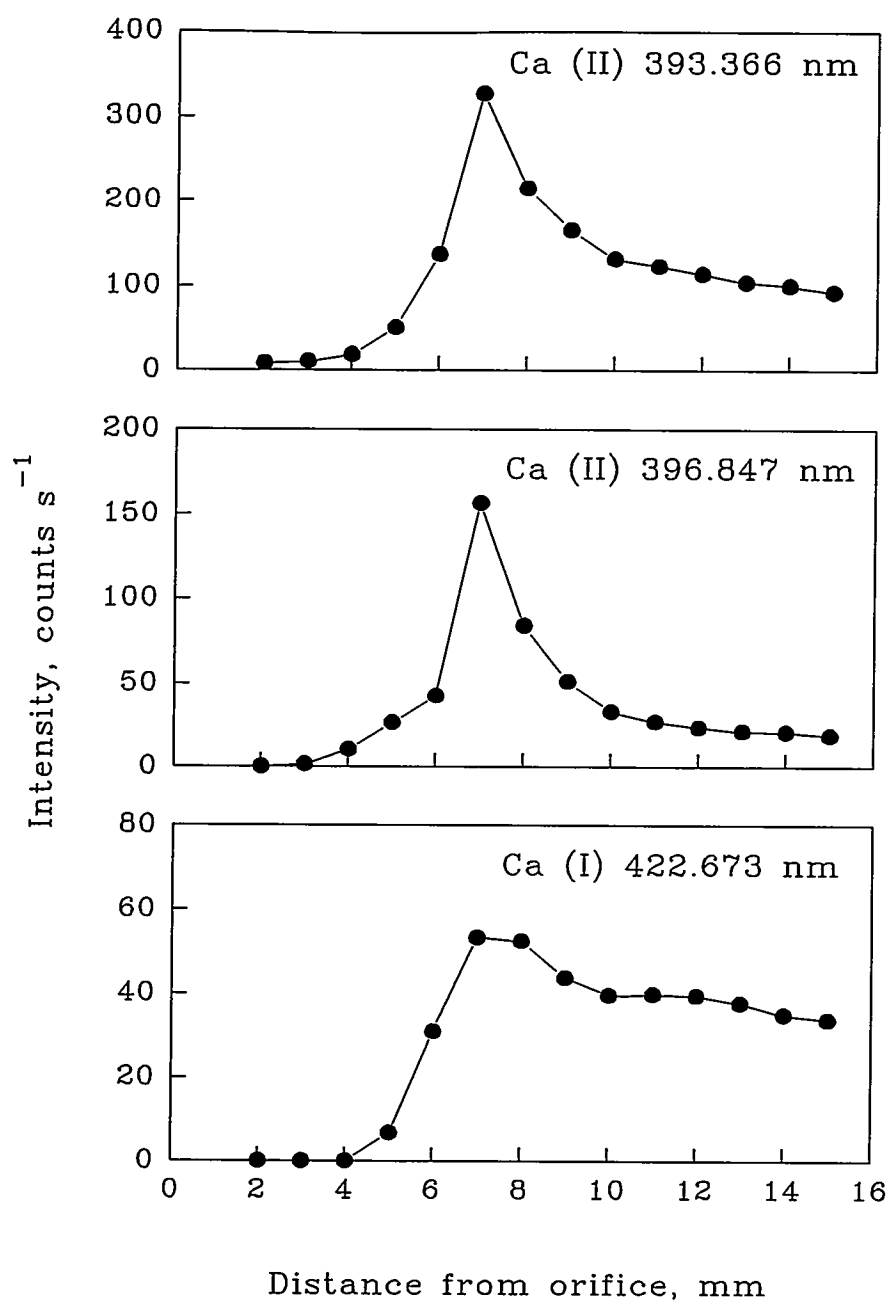 400
300
200
100
0
Ca (II) 393.366 nm
200
150
100
50
0
Ca (II) 396.847 nm
80
60
40
20
0
Ca (I) 422.673 nm
0 2 4 6 8 10 12 14 16
Intensity, counts s⁻¹
Distance from orifice, mm